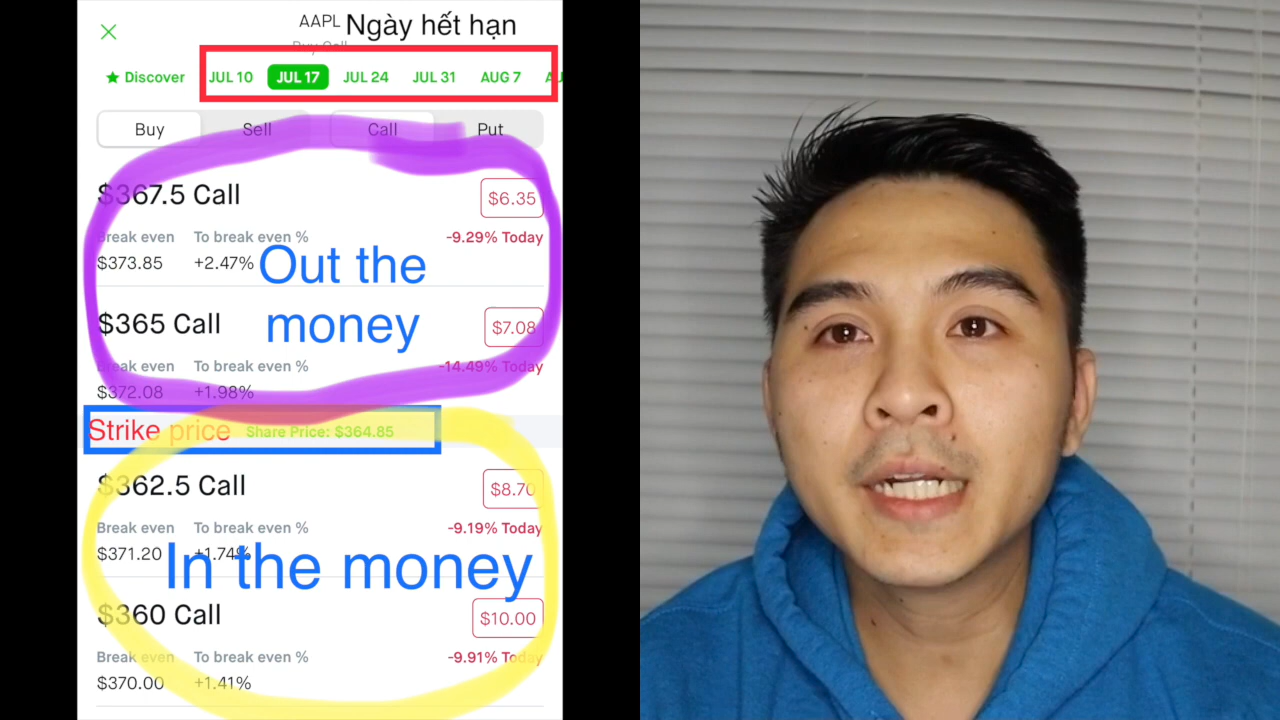 AAPL Ngày hết hạn
Buy Call
Discover JUL 10 JUL 17 JUL 24 JUL 31 AUG 7 AU
Buy Sell Call Put
$367.5 Call $6.35
Break even To break even % -9.29% Today
$373.85 +2.47%
Out the
money
$365 Call $7.08
Break even To break even % -14.49% Today
$372.08 +1.98%
Strike price Share Price: $364.85
$362.5 Call $8.70
Break even To break even % -9.19% Today
$371.20 +1.74%
In the money
$360 Call $10.00
Break even To break even % -9.91% Today
$370.00 +1.41%